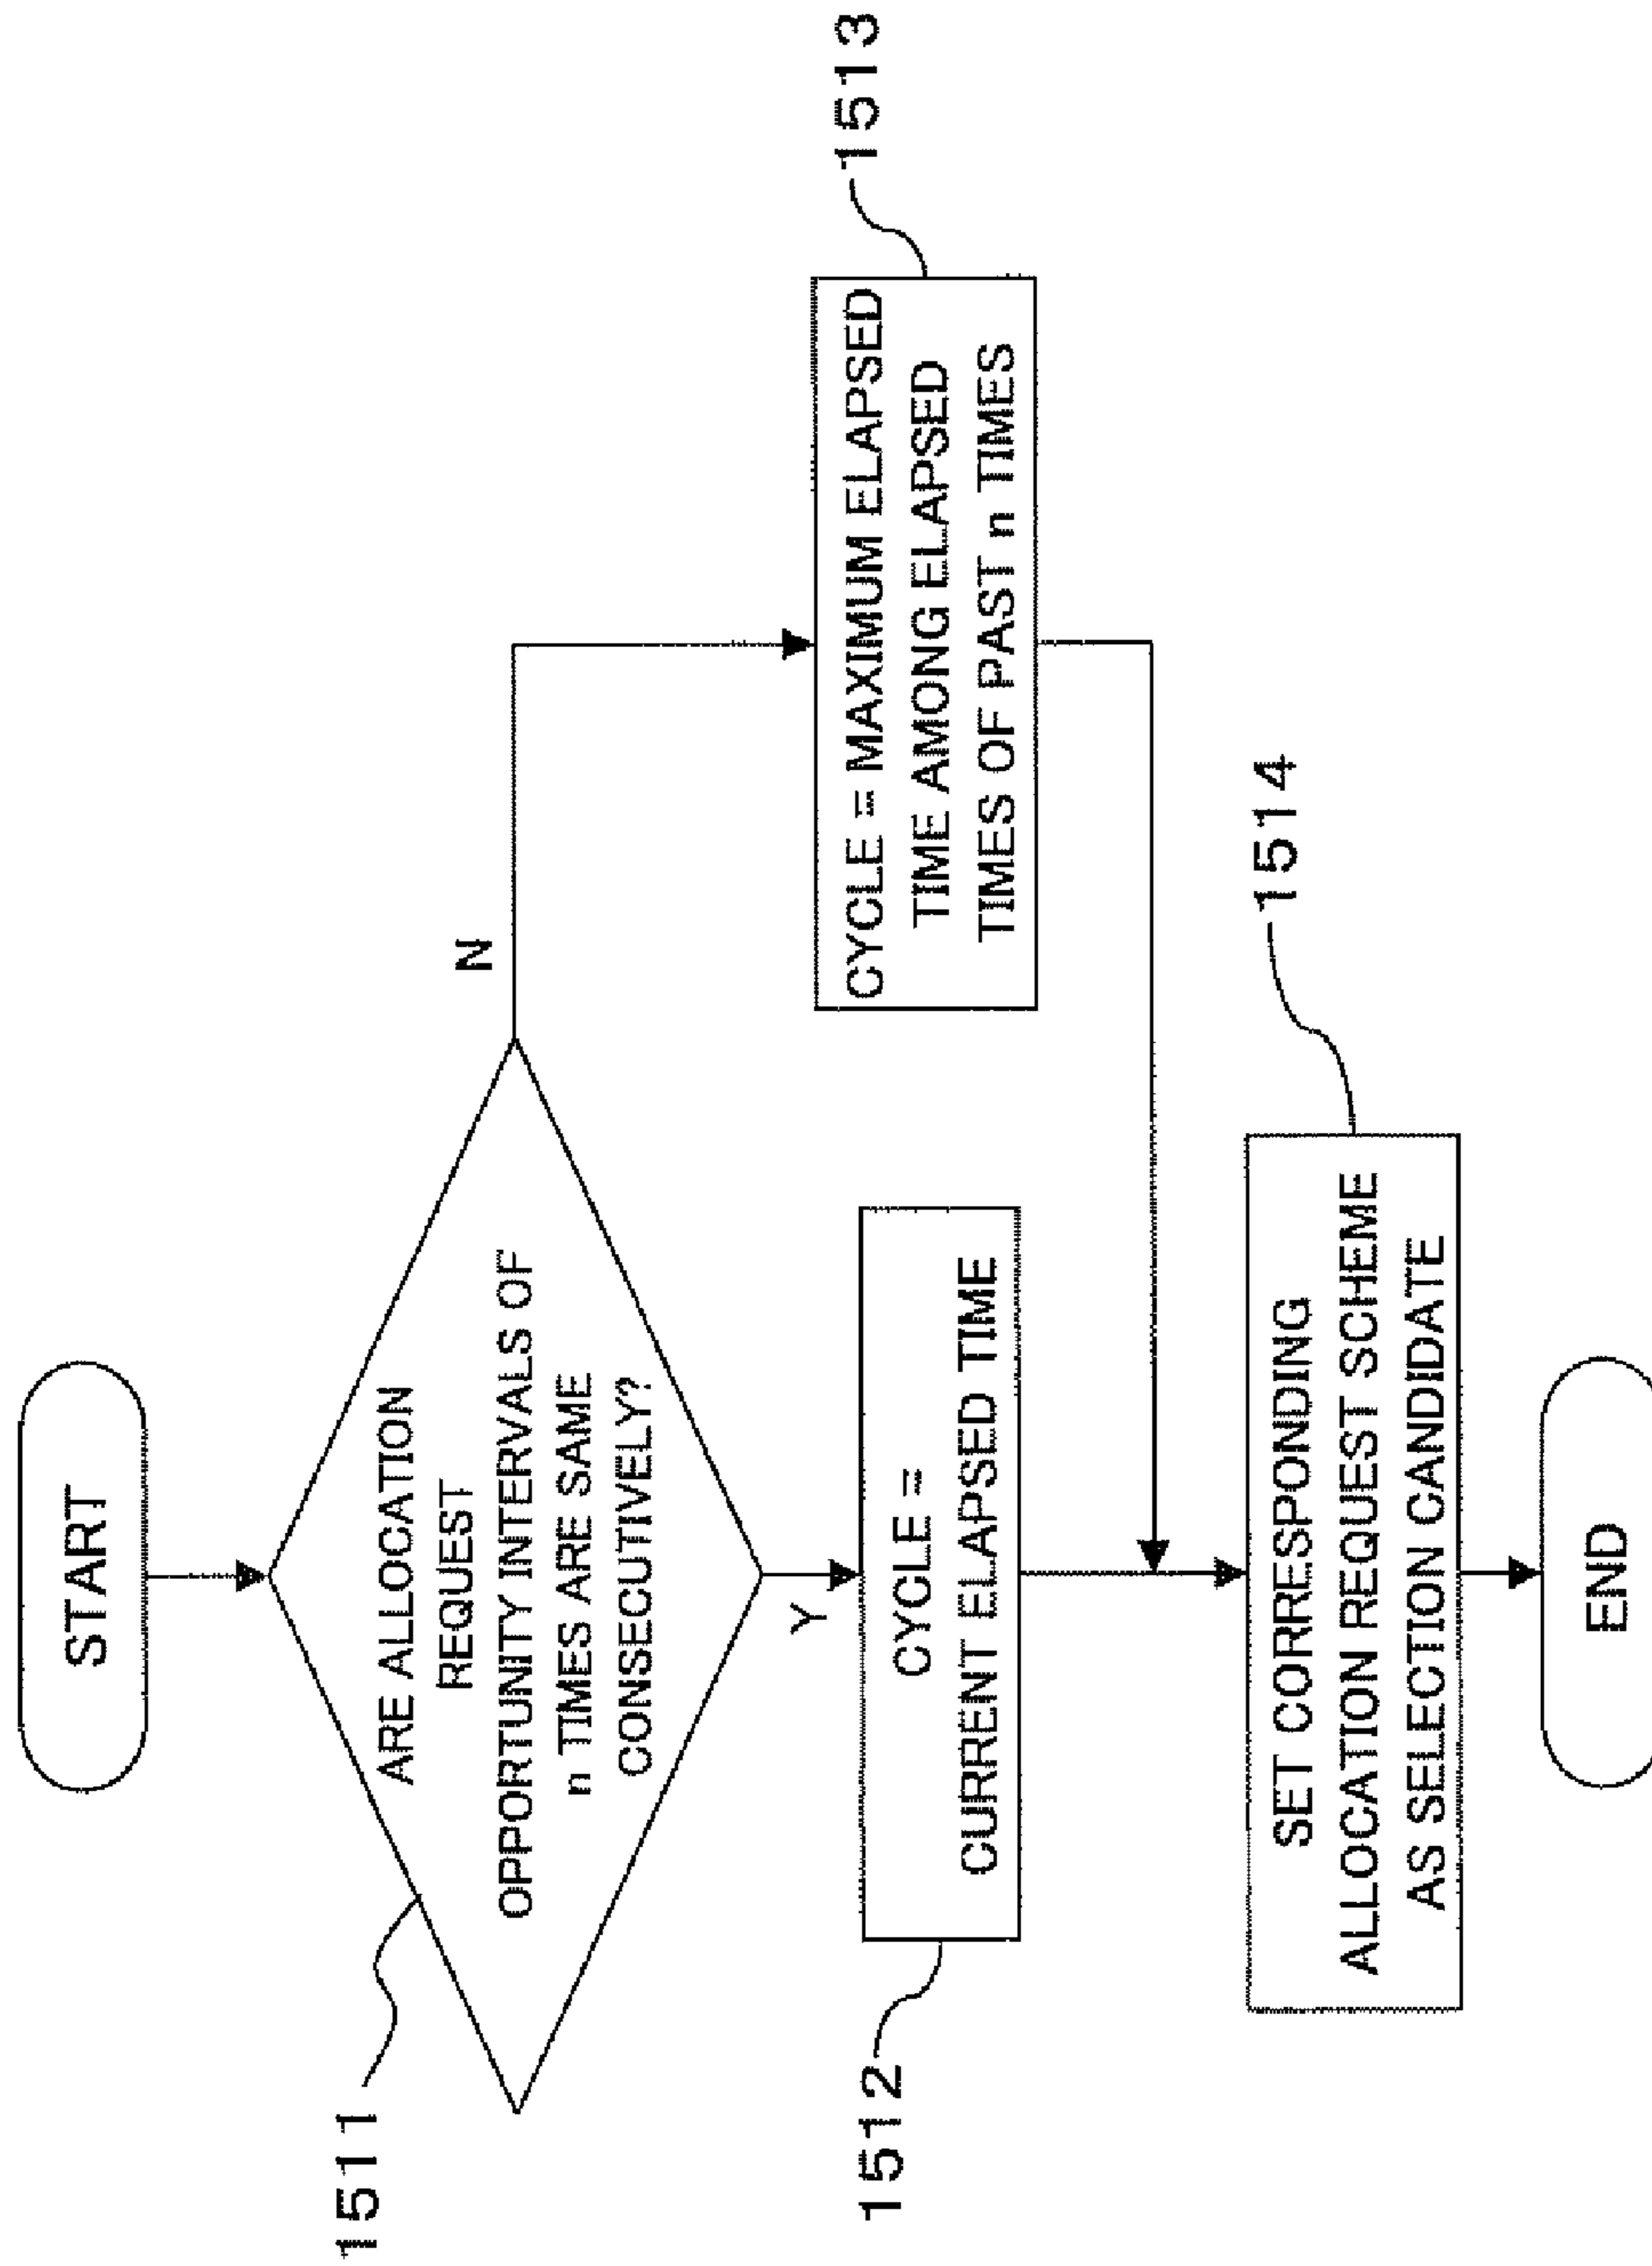 START
1511
ARE ALLOCATION
REQUEST
OPPORTUNITY INTERVALS OF
n TIMES ARE SAME
CONSECUTIVELY?
N
Y
1512
CYCLE =
CURRENT ELAPSED TIME
1513
CYCLE = MAXIMUM ELAPSED
TIME AMONG ELAPSED
TIMES OF PAST n TIMES
1514
SET CORRESPONDING
ALLOCATION REQUEST SCHEME
AS SELECTION CANDIDATE
END